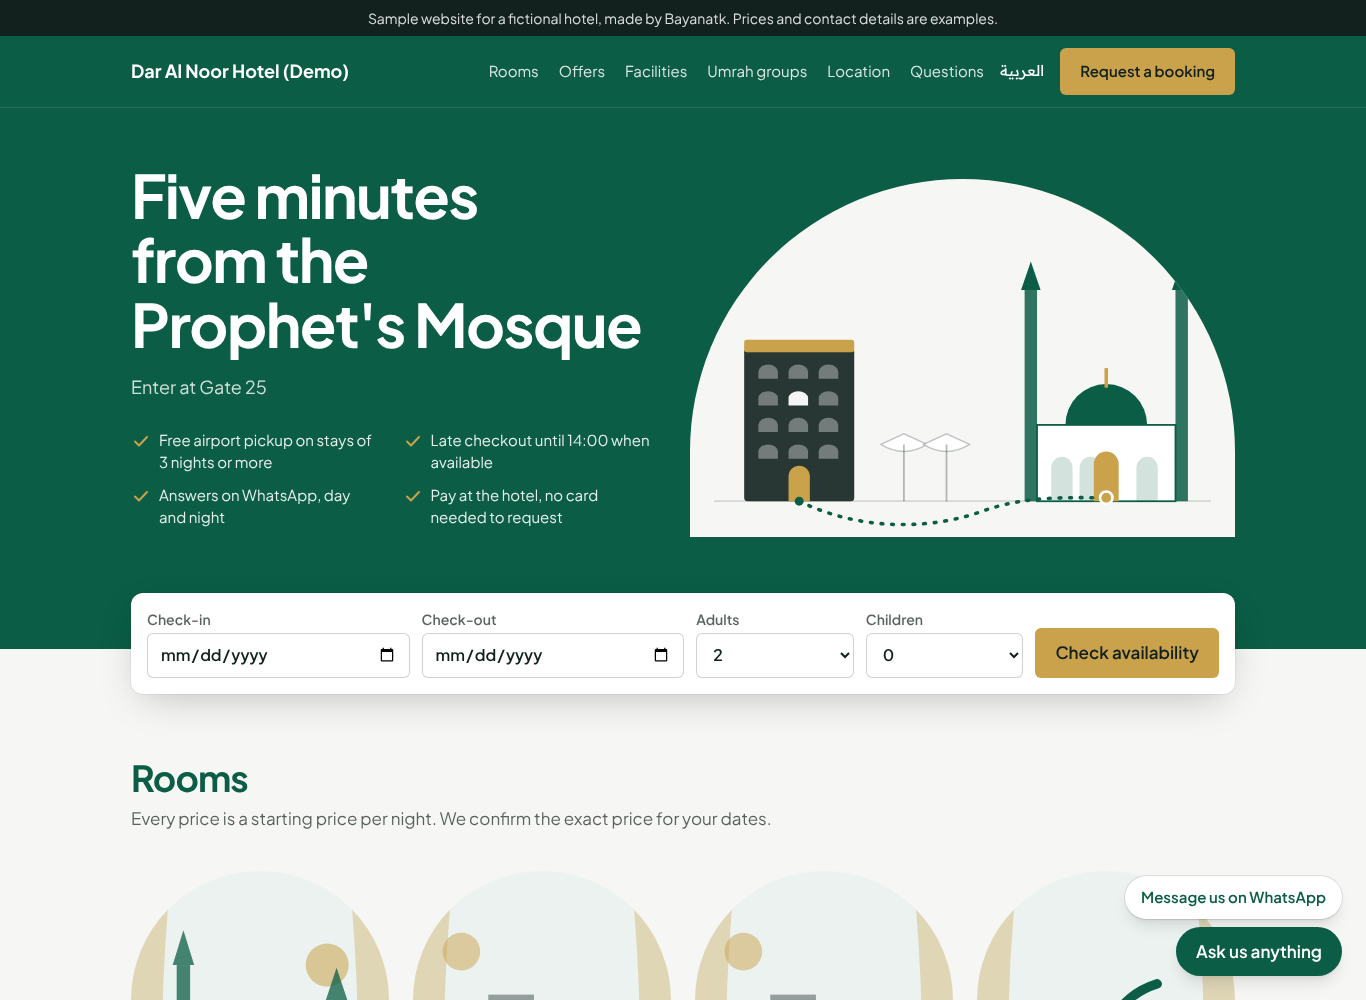 Sample website for a fictional hotel, made by Bayanatk. Prices and contact details are examples.
Dar Al Noor Hotel (Demo)
Rooms
Offers
Facilities
Umrah groups
Location
Questions
العربية
Request a booking
Five minutes
from the
Prophet's Mosque
Enter at Gate 25
Free airport pickup on stays of
3 nights or more
Late checkout until 14:00 when
available
Answers on WhatsApp, day
and night
Pay at the hotel, no card
needed to request
Check-in
mm/dd/yyyy
Check-out
mm/dd/yyyy
Adults
2
Children
0
Check availability
Rooms
Every price is a starting price per night. We confirm the exact price for your dates.
Message us on WhatsApp
Ask us anything